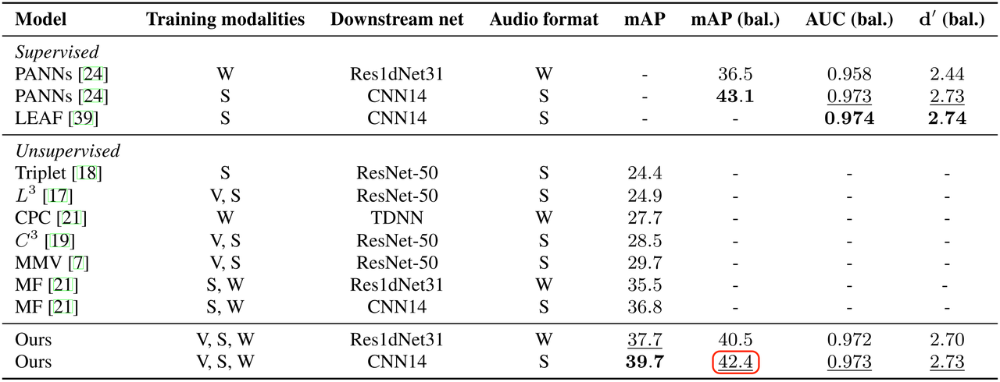 Model Training modalities Downstream net Audio format mAP mAP (bal.) AUC (bal.) d′ (bal.)
Supervised
PANNs [24] W Res1dNet31 W - 36.5 0.958 2.44
PANNs [24] S CNN14 S - 43.1 0.973 2.73
LEAF [39] S CNN14 S - - 0.974 2.74
Unsupervised
Triplet [18] S ResNet-50 S 24.4 - - -
L³ [17] V, S ResNet-50 S 24.9 - - -
CPC [21] W TDNN W 27.7 - - -
C³ [19] V, S ResNet-50 S 28.5 - - -
MMV [7] V, S ResNet-50 S 29.7 - - -
MF [21] S, W Res1dNet31 W 35.5 - - -
MF [21] S, W CNN14 S 36.8 - - -
Ours V, S, W Res1dNet31 W 37.7 40.5 0.972 2.70
Ours V, S, W CNN14 S 39.7 42.4 0.973 2.73